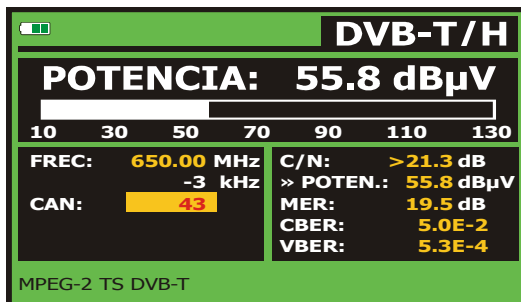 DVB-T/H
POTENCIA: 55.8 dBµV
10 30 50 70 90 110 130
FREC: 650.00 MHz
-3 kHz
CAN: 43
C/N: >21.3 dB
» POTEN.: 55.8 dBµV
MER: 19.5 dB
CBER: 5.0E-2
VBER: 5.3E-4
MPEG-2 TS DVB-T